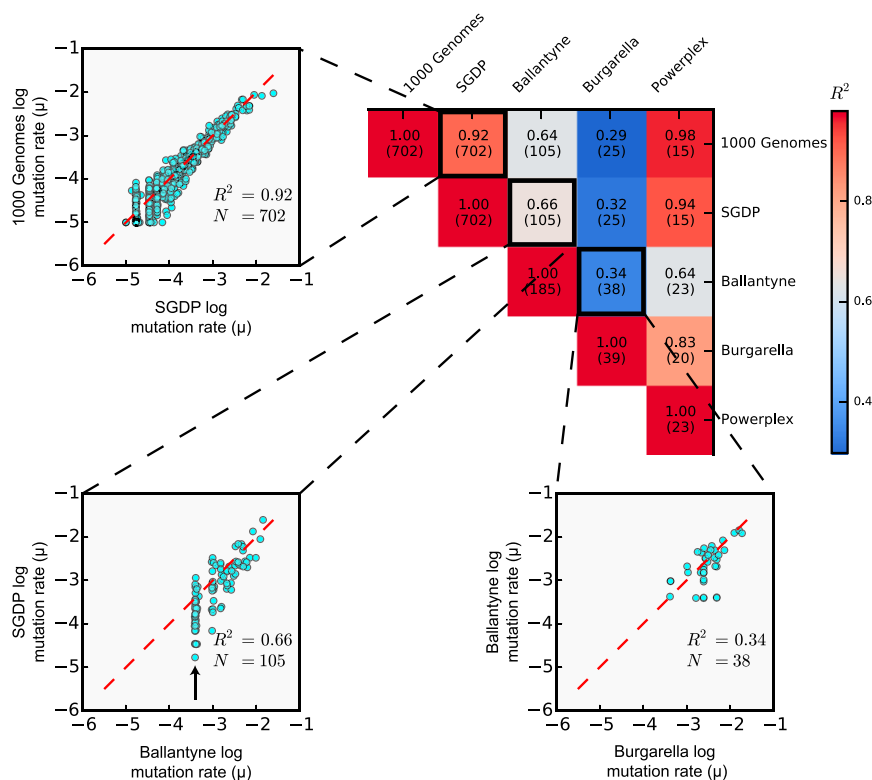 1000 Genomes
SGDP
Ballantyne
Burgarella
Powerplex
R²
1.00
(702)
0.92
(702)
0.64
(105)
0.29
(25)
0.98
(15)
1000 Genomes
1.00
(702)
0.66
(105)
0.32
(25)
0.94
(15)
SGDP
1.00
(185)
0.34
(38)
0.64
(23)
Ballantyne
1.00
(39)
0.83
(20)
Burgarella
1.00
(23)
Powerplex
0.8
0.6
0.4
−1
−2
−3
−4
−5
−6
1000 Genomes log
mutation rate (μ)
R² = 0.92
N = 702
−6 −5 −4 −3 −2 −1
SGDP log
mutation rate (μ)
−1
−2
−3
−4
−5
−6
SGDP log
mutation rate (μ)
R² = 0.66
N = 105
−6 −5 −4 −3 −2 −1
Ballantyne log
mutation rate (μ)
−1
−2
−3
−4
−5
−6
Ballantyne log
mutation rate (μ)
R² = 0.34
N = 38
−6 −5 −4 −3 −2 −1
Burgarella log
mutation rate (μ)